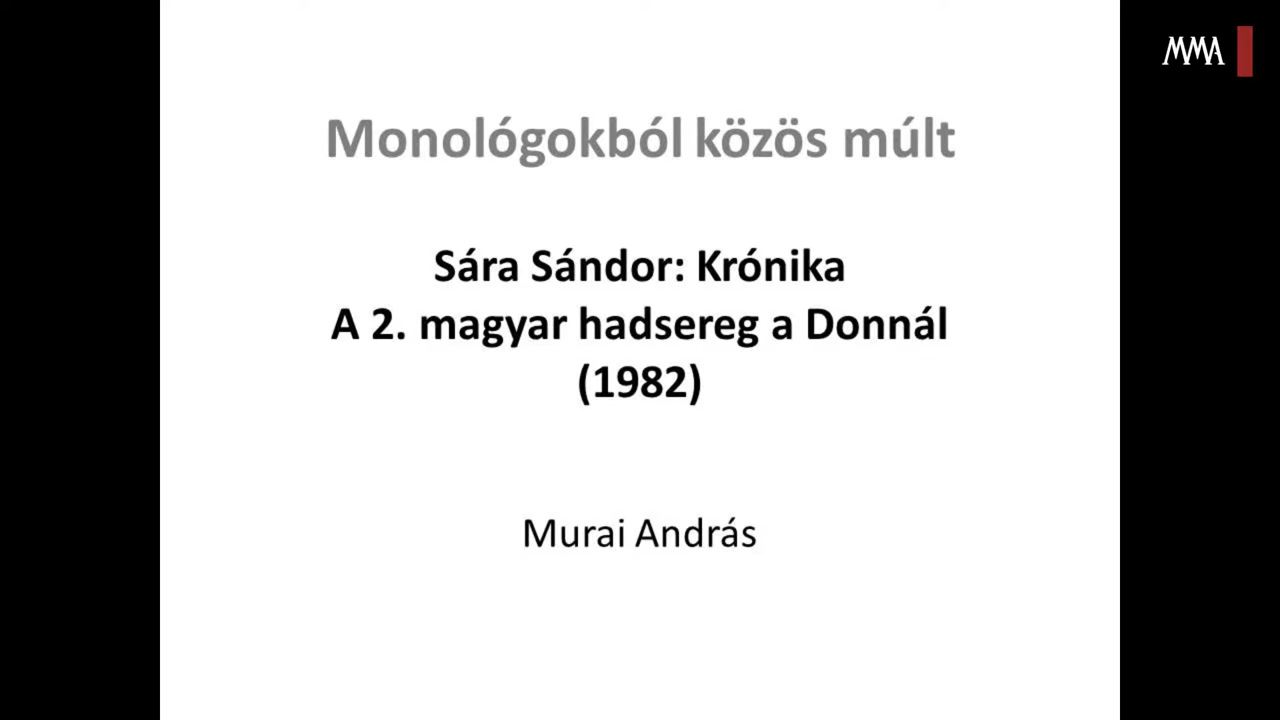 MMA
Monológokból közös múlt
Sára Sándor: Krónika
A 2. magyar hadsereg a Donnál
(1982)
Murai András